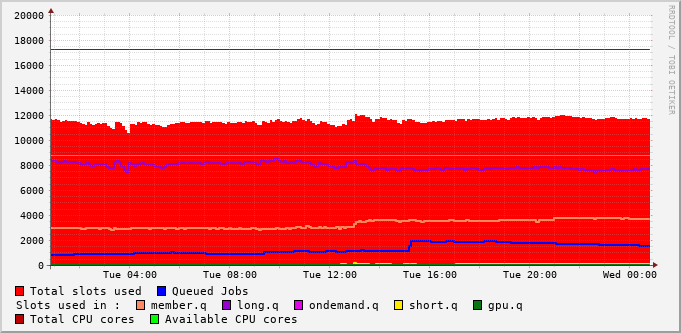 RRDTOOL / TOBI OETIKER
20000
18000
16000
14000
12000
10000
8000
6000
4000
2000
0
Tue 04:00 Tue 08:00 Tue 12:00 Tue 16:00 Tue 20:00 Wed 00:00
Total slots used Queued Jobs
Slots used in : member.q long.q ondemand.q short.q gpu.q
Total CPU cores Available CPU cores